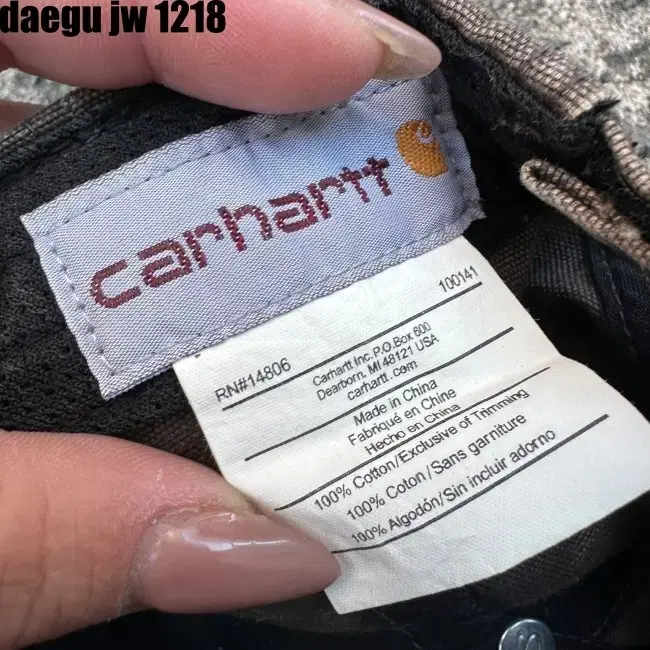 daegu jw 1218
carhartt
RN#14806 100141
Carhartt Inc. P.O.Box 600
Dearborn, MI 48121 USA
carhartt.com
Made in China
Fabriqué en Chine
Hecho en China
100% Cotton/Exclusive of Trimming
100% Coton/Sans garniture
100% Algodón/Sin incluir adorno